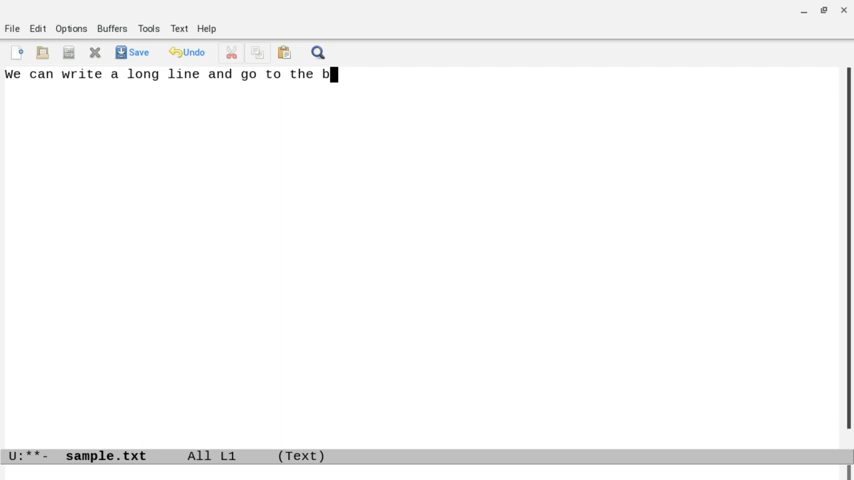 File Edit Options Buffers Tools Text Help
Save Undo
We can write a long line and go to the b
U:**- sample.txt All L1 (Text)